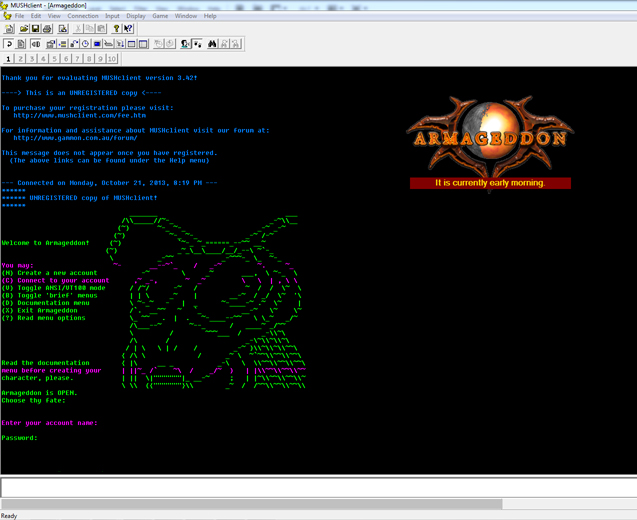 MUSHclient - [Armageddon]
File Edit View Connection Input Display Game Window Help
1 2 3 4 5 6 7 8 9 10
Thank you for evaluating MUSHclient version 3.42!
----> This is an UNREGISTERED copy <----
To purchase your registration please visit:
http://www.mushclient.com/fee.htm
For information and assistance about MUSHclient visit our forum at:
http://www.gammon.com.au/forum/
This message does not appear once you have registered.
(The above links can be found under the Help menu)
--- Connected on Monday, October 21, 2013, 8:19 PM ---
******
****** UNREGISTERED copy of MUSHclient!
******
ARMAGEDDON
It is currently early morning.
Welcome to Armageddon!
You may:
(N) Create a new account
(C) Connect to your account
(V) Toggle ANSI/VT100 mode
(B) Toggle 'brief' menus
(D) Documentation menu
(X) Exit Armageddon
(?) Read menu options
Read the documentation
menu before creating your
character, please.
Armageddon is OPEN.
Choose thy fate:
Enter your account name:
Password:
Ready